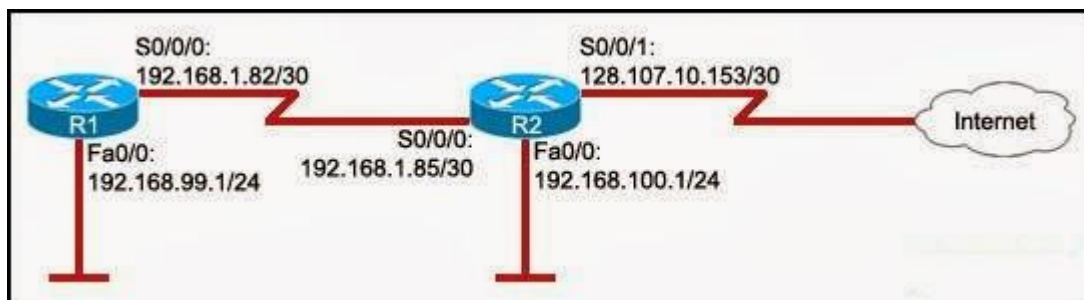 S0/0/0:
192.168.1.82/30
S0/0/1:
128.107.10.153/30
R1
R2
Internet
Fa0/0:
192.168.99.1/24
S0/0/0:
192.168.1.85/30
Fa0/0:
192.168.100.1/24